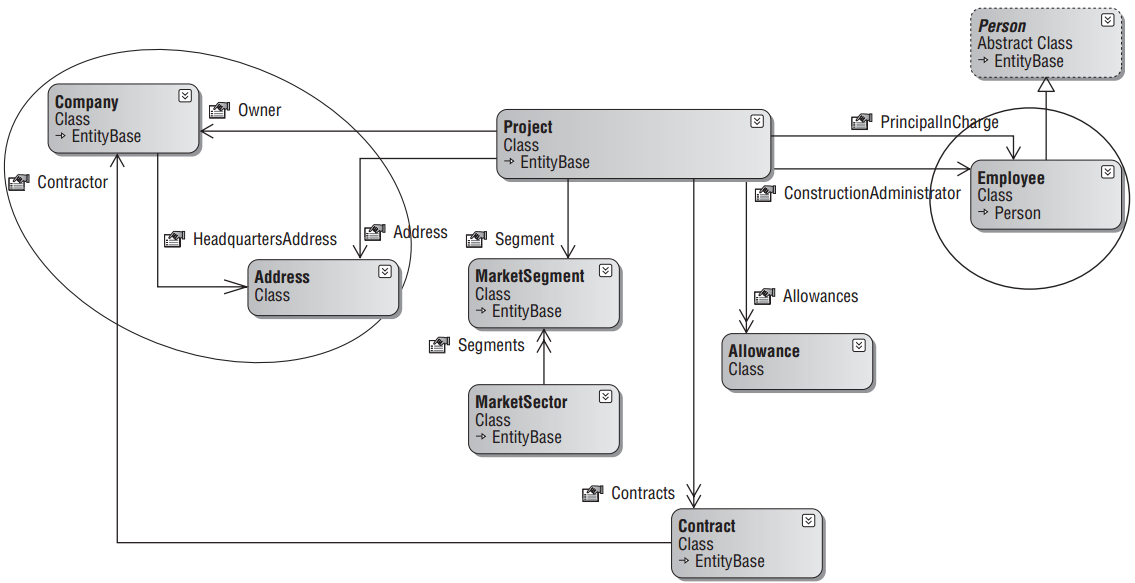 Person
Abstract Class
EntityBase
Company
Class
EntityBase
Owner
Project
Class
EntityBase
PrincipalInCharge
Contractor
Employee
Class
Person
ConstructionAdministrator
HeadquartersAddress
Address
Segment
Address
Class
MarketSegment
Class
EntityBase
Allowances
Segments
Allowance
Class
MarketSector
Class
EntityBase
Contracts
Contract
Class
EntityBase